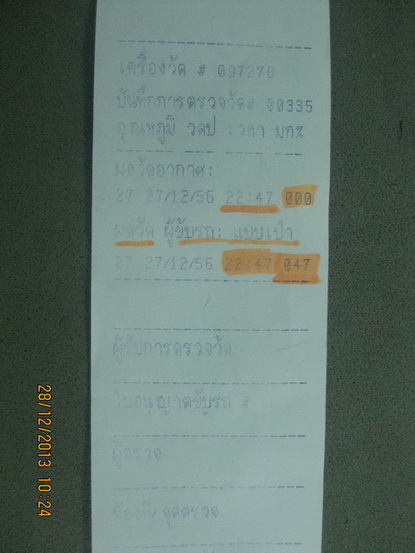 เครื่องวัด # 097278
บันทึกการตรวจวัด# 00335
อุณหภูมิ วดป เวลา มก%
ผลวัดอากาศ:
27 27/12/56 22:47 000
ผลวัด ผู้ขับรถ: แบบเป่า
27 27/12/56 22:47 047
ผู้รับการตรวจวัด
ใบอนุญาตขับรถ #
ผู้ตรวจ
ท้องที่/จุดตรวจ
28/12/2013 10:24